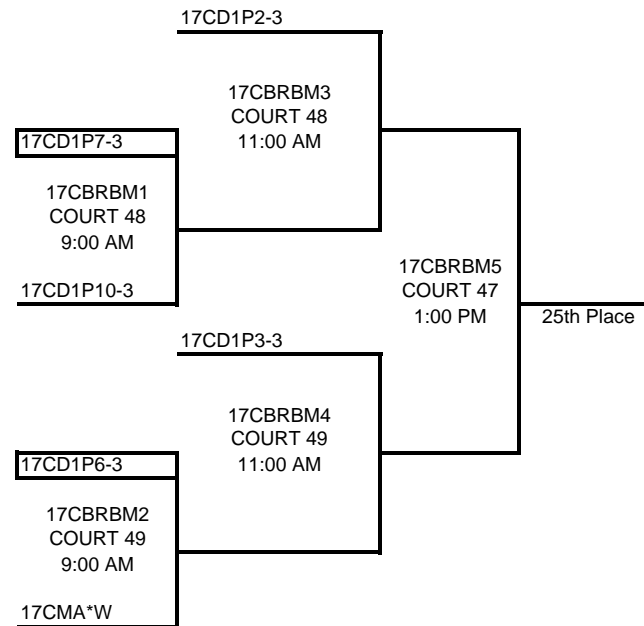 17CD1P2-3
17CBRBM3
COURT 48
11:00 AM
17CD1P7-3
17CBRBM1
COURT 48
9:00 AM
17CD1P10-3
17CBRBM5
COURT 47
1:00 PM
25th Place
17CD1P3-3
17CBRBM4
COURT 49
11:00 AM
17CD1P6-3
17CBRBM2
COURT 49
9:00 AM
17CMA*W